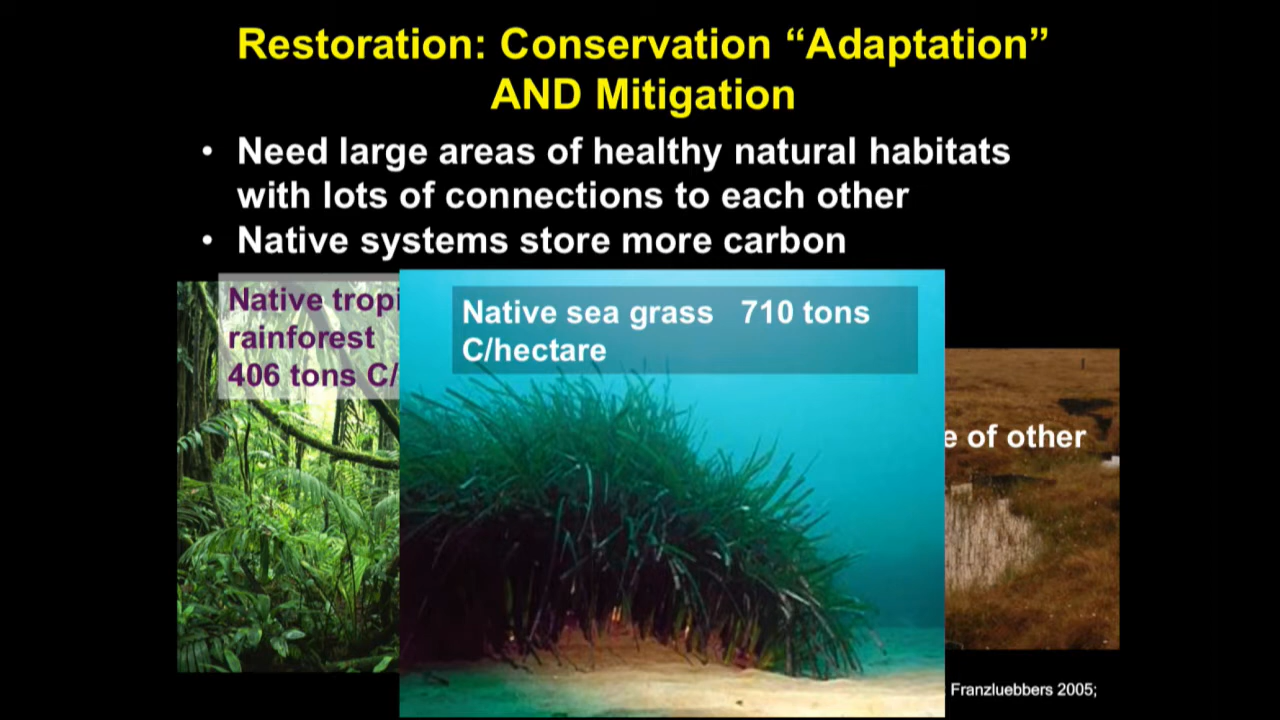 Restoration: Conservation “Adaptation”
AND Mitigation
• Need large areas of healthy natural habitats
with lots of connections to each other
• Native systems store more carbon
Native
rainforest
406 tons C/
Native sea grass 710 tons
C/hectare
of other
Franzluebbers 2005;